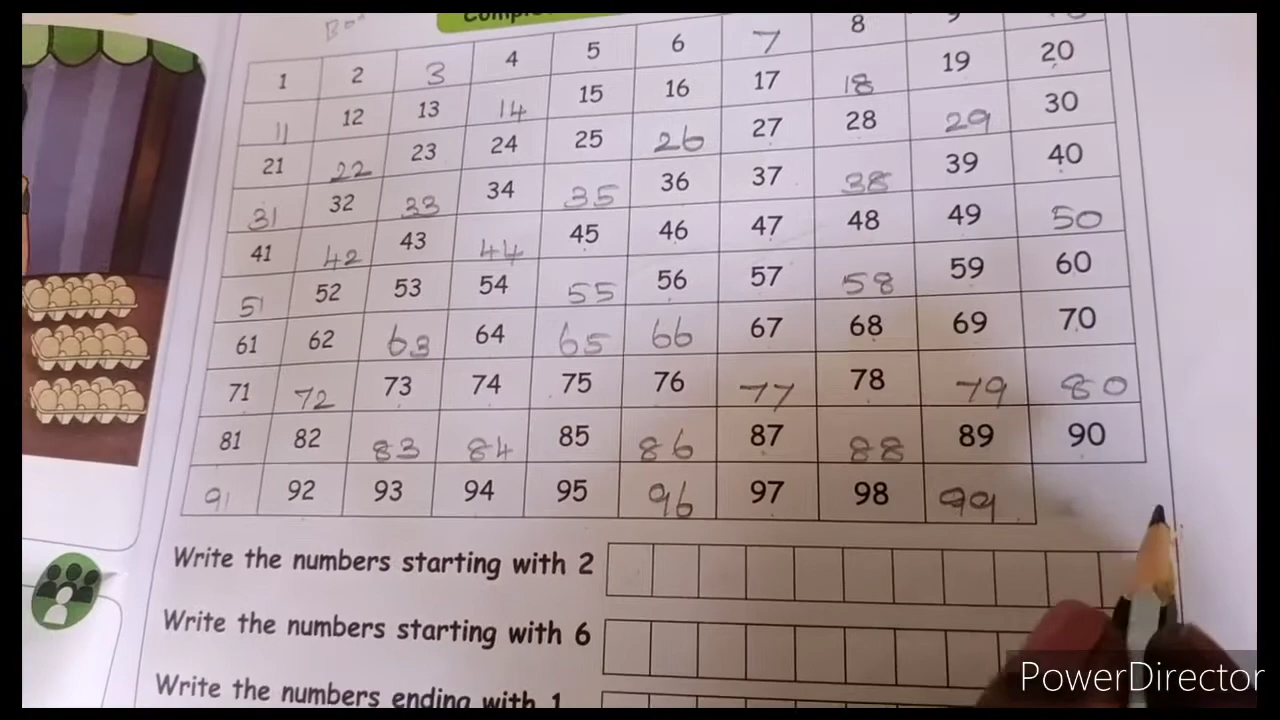 1 2 3 4 5 6 7 8 9
11 12 13 14 15 16 17 18 19 20
21 22 23 24 25 26 27 28 29 30
31 32 33 34 35 36 37 38 39 40
41 42 43 44 45 46 47 48 49 50
51 52 53 54 55 56 57 58 59 60
61 62 63 64 65 66 67 68 69 70
71 72 73 74 75 76 77 78 79 80
81 82 83 84 85 86 87 88 89 90
91 92 93 94 95 96 97 98 99
Write the numbers starting with 2
Write the numbers starting with 6
Write the numbers ending with 1
PowerDirector